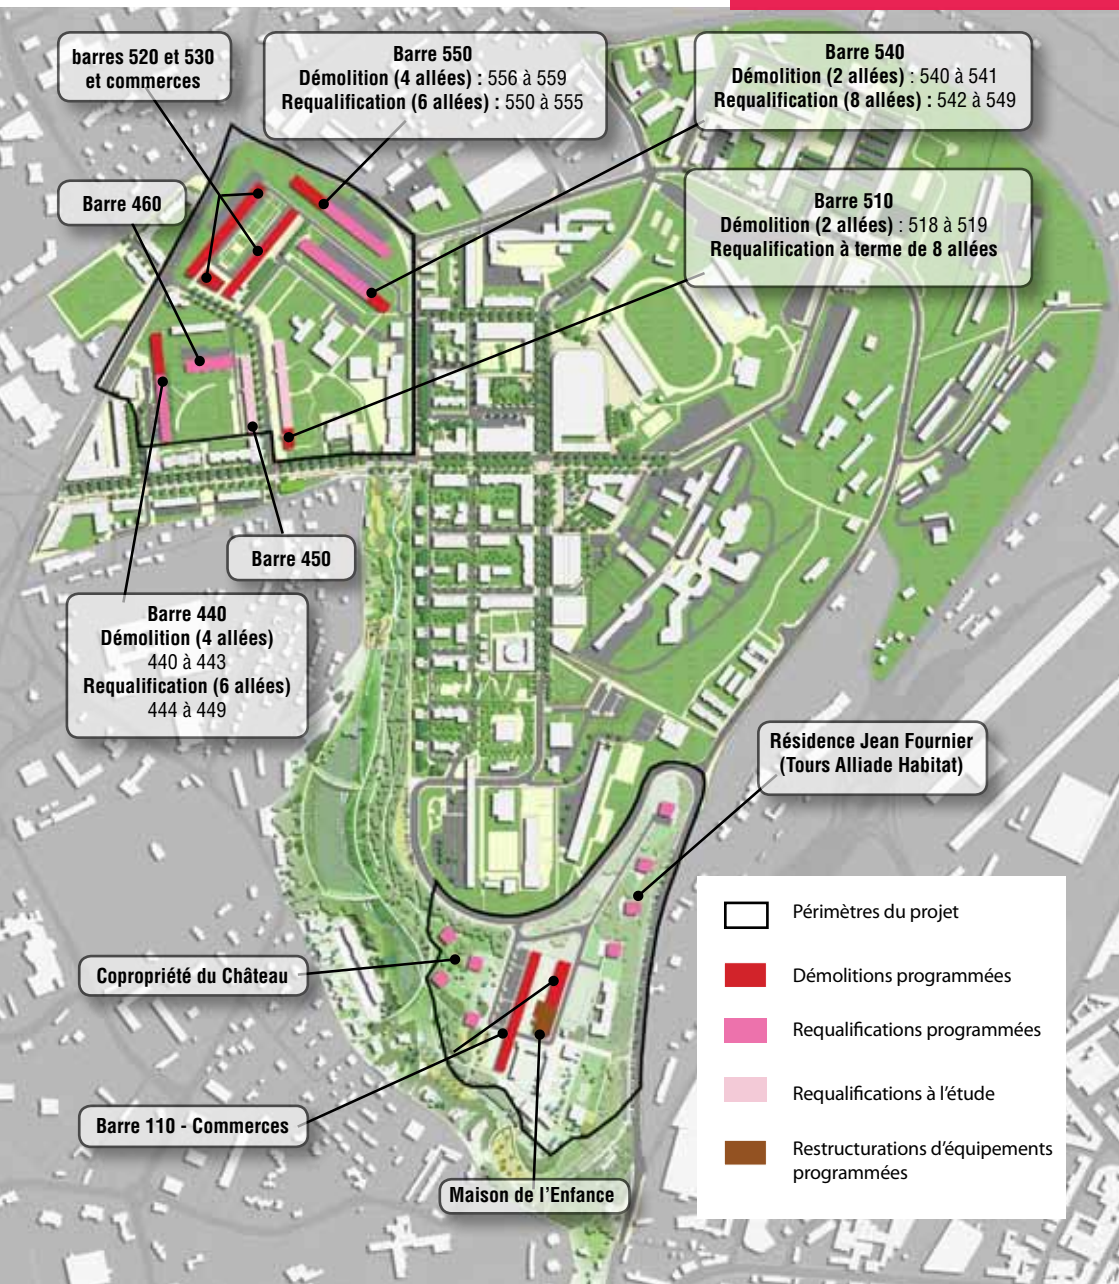 barres 520 et 530
et commerces
Barre 550
Démolition (4 allées) : 556 à 559
Requalification (6 allées) : 550 à 555
Barre 540
Démolition (2 allées) : 540 à 541
Requalification (8 allées) : 542 à 549
Barre 460
Barre 510
Démolition (2 allées) : 518 à 519
Requalification à terme de 8 allées
Barre 450
Barre 440
Démolition (4 allées)
440 à 443
Requalification (6 allées)
444 à 449
Résidence Jean Fournier
(Tours Alliade Habitat)
Copropriété du Château
Barre 110 - Commerces
Maison de l'Enfance
Périmètres du projet
Démolitions programmées
Requalifications programmées
Requalifications à l'étude
Restructurations d'équipements
programmées